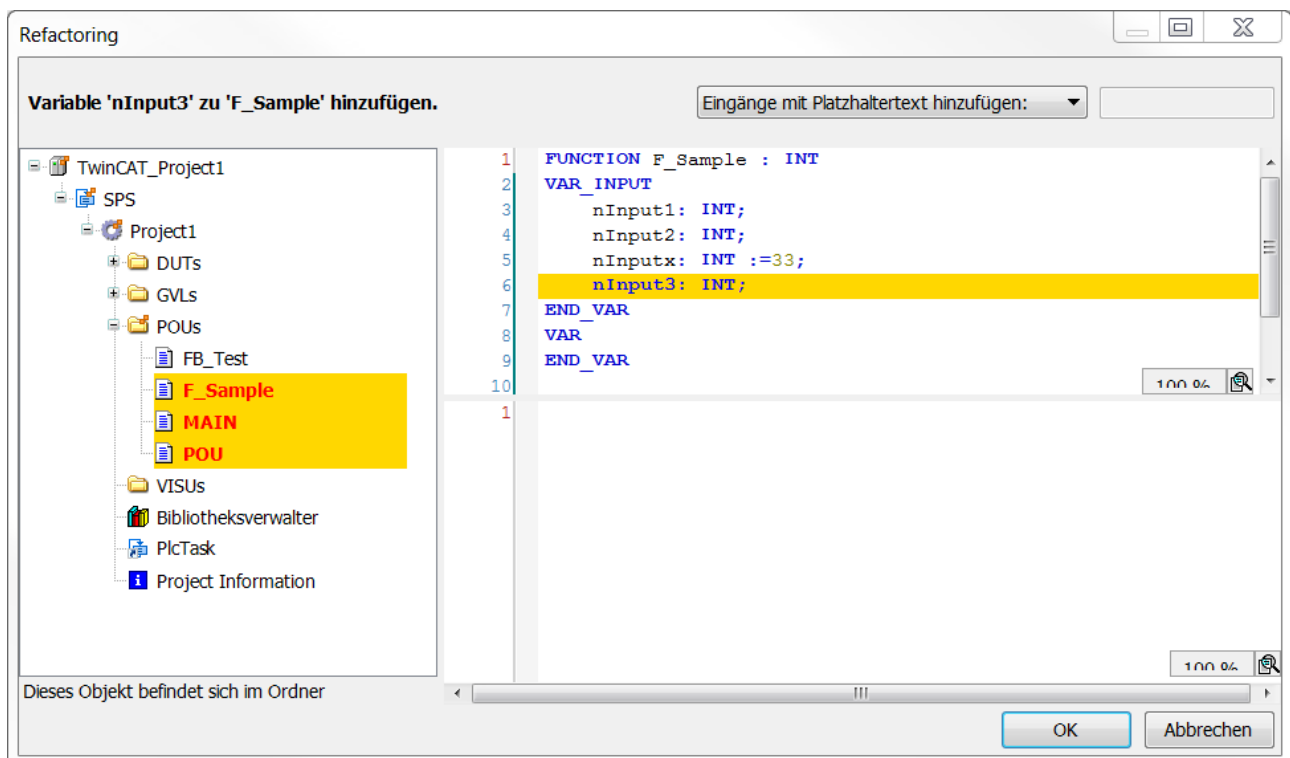 Refactoring
Variable 'nInput3' zu 'F_Sample' hinzufügen.
Eingänge mit Platzhaltertext hinzufügen:
TwinCAT_Project1
SPS
Project1
DUTs
GVLs
POUs
FB_Test
F_Sample
MAIN
POU
VISUs
Bibliotheksverwalter
PlcTask
Project Information
Dieses Objekt befindet sich im Ordner
1 FUNCTION F_Sample : INT
2 VAR_INPUT
3 nInput1: INT;
4 nInput2: INT;
5 nInputx: INT :=33;
6 nInput3: INT;
7 END_VAR
8 VAR
9 END_VAR
10
100 %
1
100 %
OK
Abbrechen